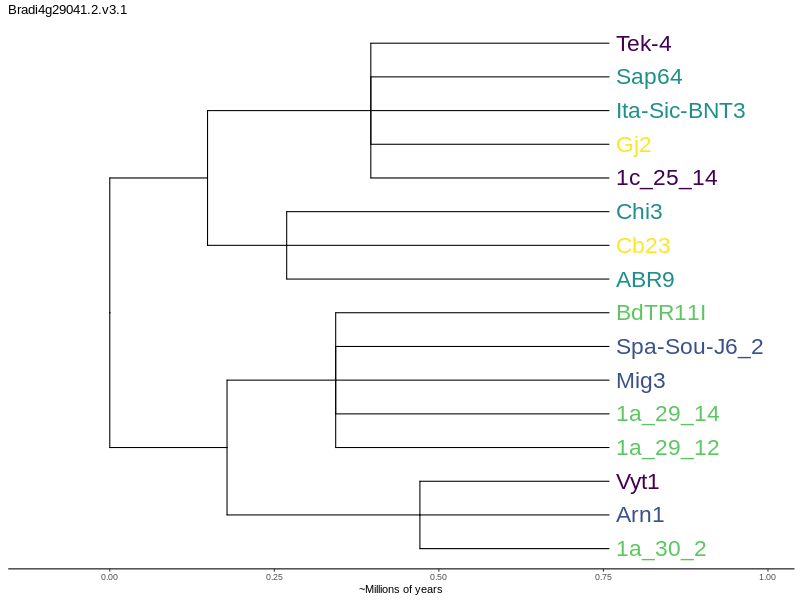 Bradi4g29041.2.v3.1
Tek-4
Sap64
Ita-Sic-BNT3
Gj2
1c_25_14
Chi3
Cb23
ABR9
BdTR11I
Spa-Sou-J6_2
Mig3
1a_29_14
1a_29_12
Vyt1
Arn1
1a_30_2
0.00 0.25 0.50 0.75 1.00
~Millions of years